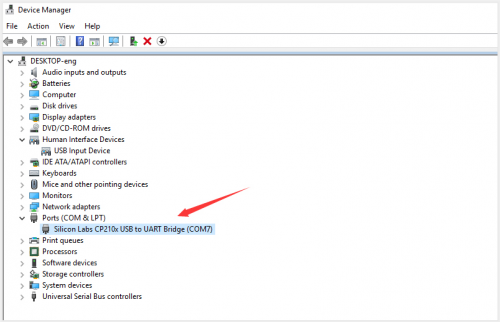 Device Manager
File Action View Help
DESKTOP-eng
Audio inputs and outputs
Batteries
Computer
Disk drives
Display adapters
DVD/CD-ROM drives
Human Interface Devices
USB Input Device
IDE ATA/ATAPI controllers
Keyboards
Mice and other pointing devices
Monitors
Network adapters
Ports (COM & LPT)
Silicon Labs CP210x USB to UART Bridge (COM7)
Print queues
Processors
Software devices
Storage controllers
System devices
Universal Serial Bus controllers